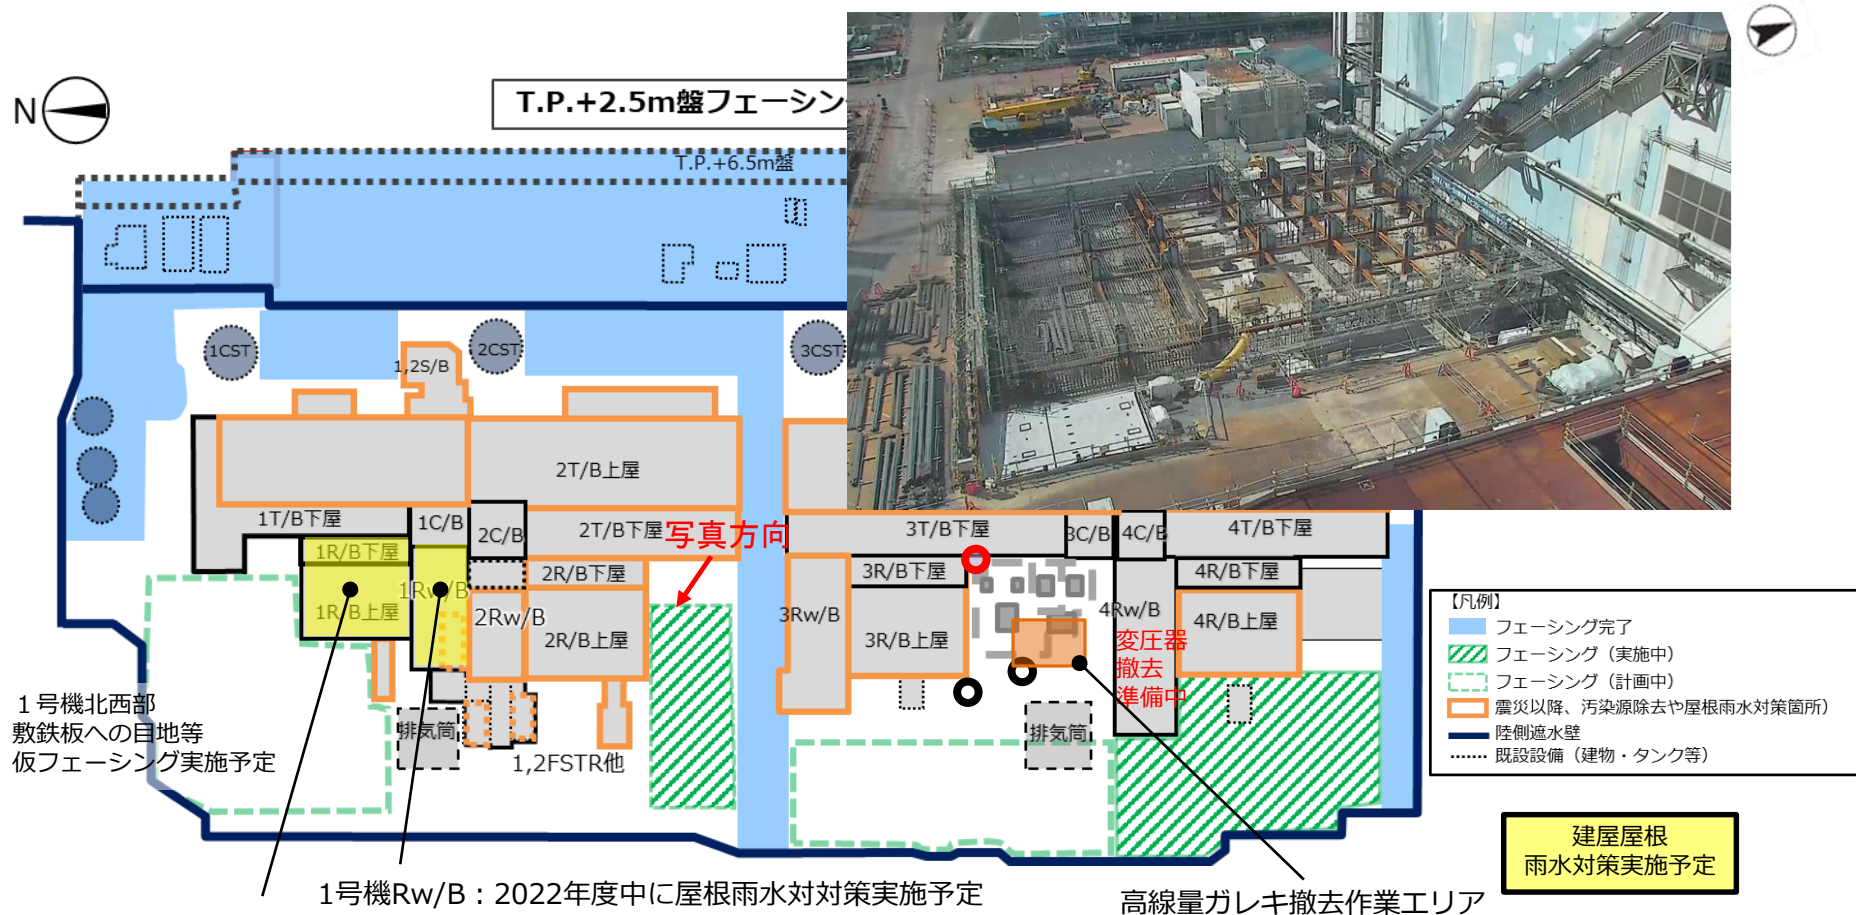 N
T.P.+2.5m盤フェーシン
T.P.+6.5m盤
1CST
2CST
3CST
1,2S/B
2T/B上屋
1T/B下屋
1C/B
2C/B
2T/B下屋
写真方向
3T/B下屋
3C/B
4C/B
4T/B下屋
1R/B下屋
2R/B下屋
3R/B下屋
4R/B下屋
1Rw/B
1R/B上屋
2Rw/B
2R/B上屋
3Rw/B
3R/B上屋
4Rw/B
4R/B上屋
変圧器
撤去
準備中
【凡例】
フェーシング完了
フェーシング（実施中）
フェーシング（計画中）
震災以降、汚染源除去や屋根雨水対策箇所）
陸側遮水壁
既設設備（建物・タンク等）
１号機北西部
敷鉄板への目地等
仮フェーシング実施予定
排気筒
排気筒
1,2FSTR他
建屋屋根
雨水対策実施予定
1号機Rw/B：2022年度中に屋根雨水対対策実施予定
高線量ガレキ撤去作業エリア